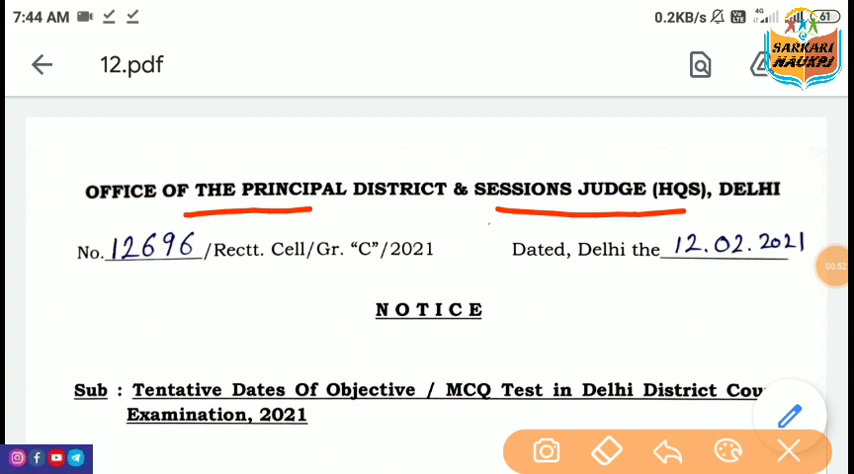 7:44 AM
0.2KB/s
4G
61
SARKARI
NAUKRI
12.pdf
OFFICE OF THE PRINCIPAL DISTRICT & SESSIONS JUDGE (HQS), DELHI
No. 12696 /Rectt. Cell/Gr. “C”/2021 Dated, Delhi the 12.02.2021
00:52
NOTICE
Sub : Tentative Dates Of Objective / MCQ Test in Delhi District Cou
Examination, 2021